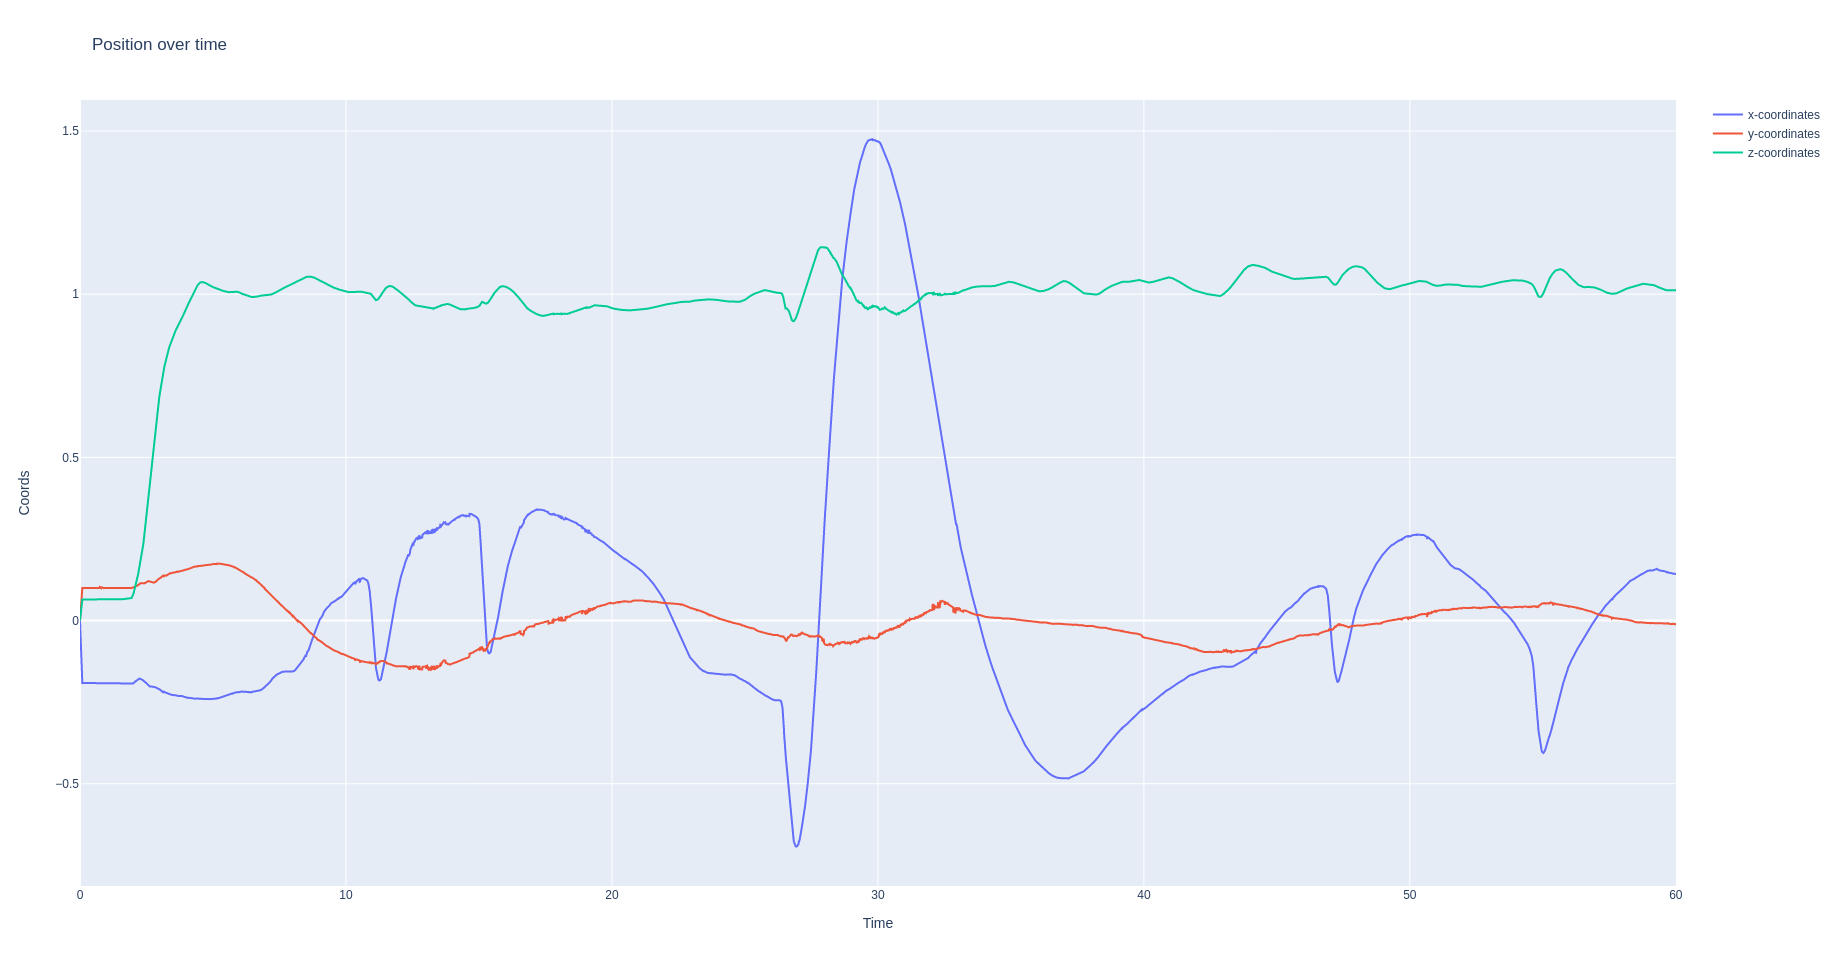 Position over time
x-coordinates
y-coordinates
z-coordinates
1.5
1
0.5
0
−0.5
Coords
0 10 20 30 40 50 60
Time